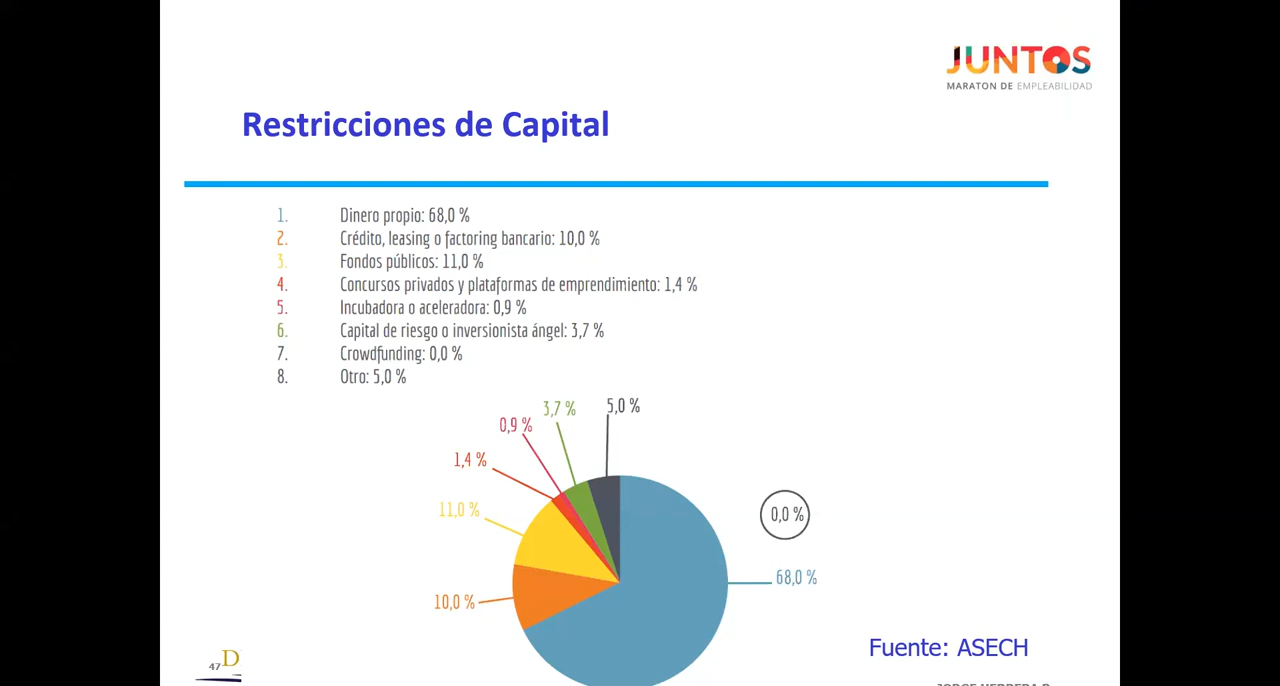 JUNTOS
MARATON DE EMPLEABILIDAD
Restricciones de Capital
1. Dinero propio: 68,0 %
2. Crédito, leasing o factoring bancario: 10,0 %
3. Fondos públicos: 11,0 %
4. Concursos privados y plataformas de emprendimiento: 1,4 %
5. Incubadora o aceleradora: 0,9 %
6. Capital de riesgo o inversionista ángel: 3,7 %
7. Crowdfunding: 0,0 %
8. Otro: 5,0 %
3,7 %
5,0 %
0,9 %
1,4 %
11,0 %
0,0 %
68,0 %
10,0 %
Fuente: ASECH
47
D